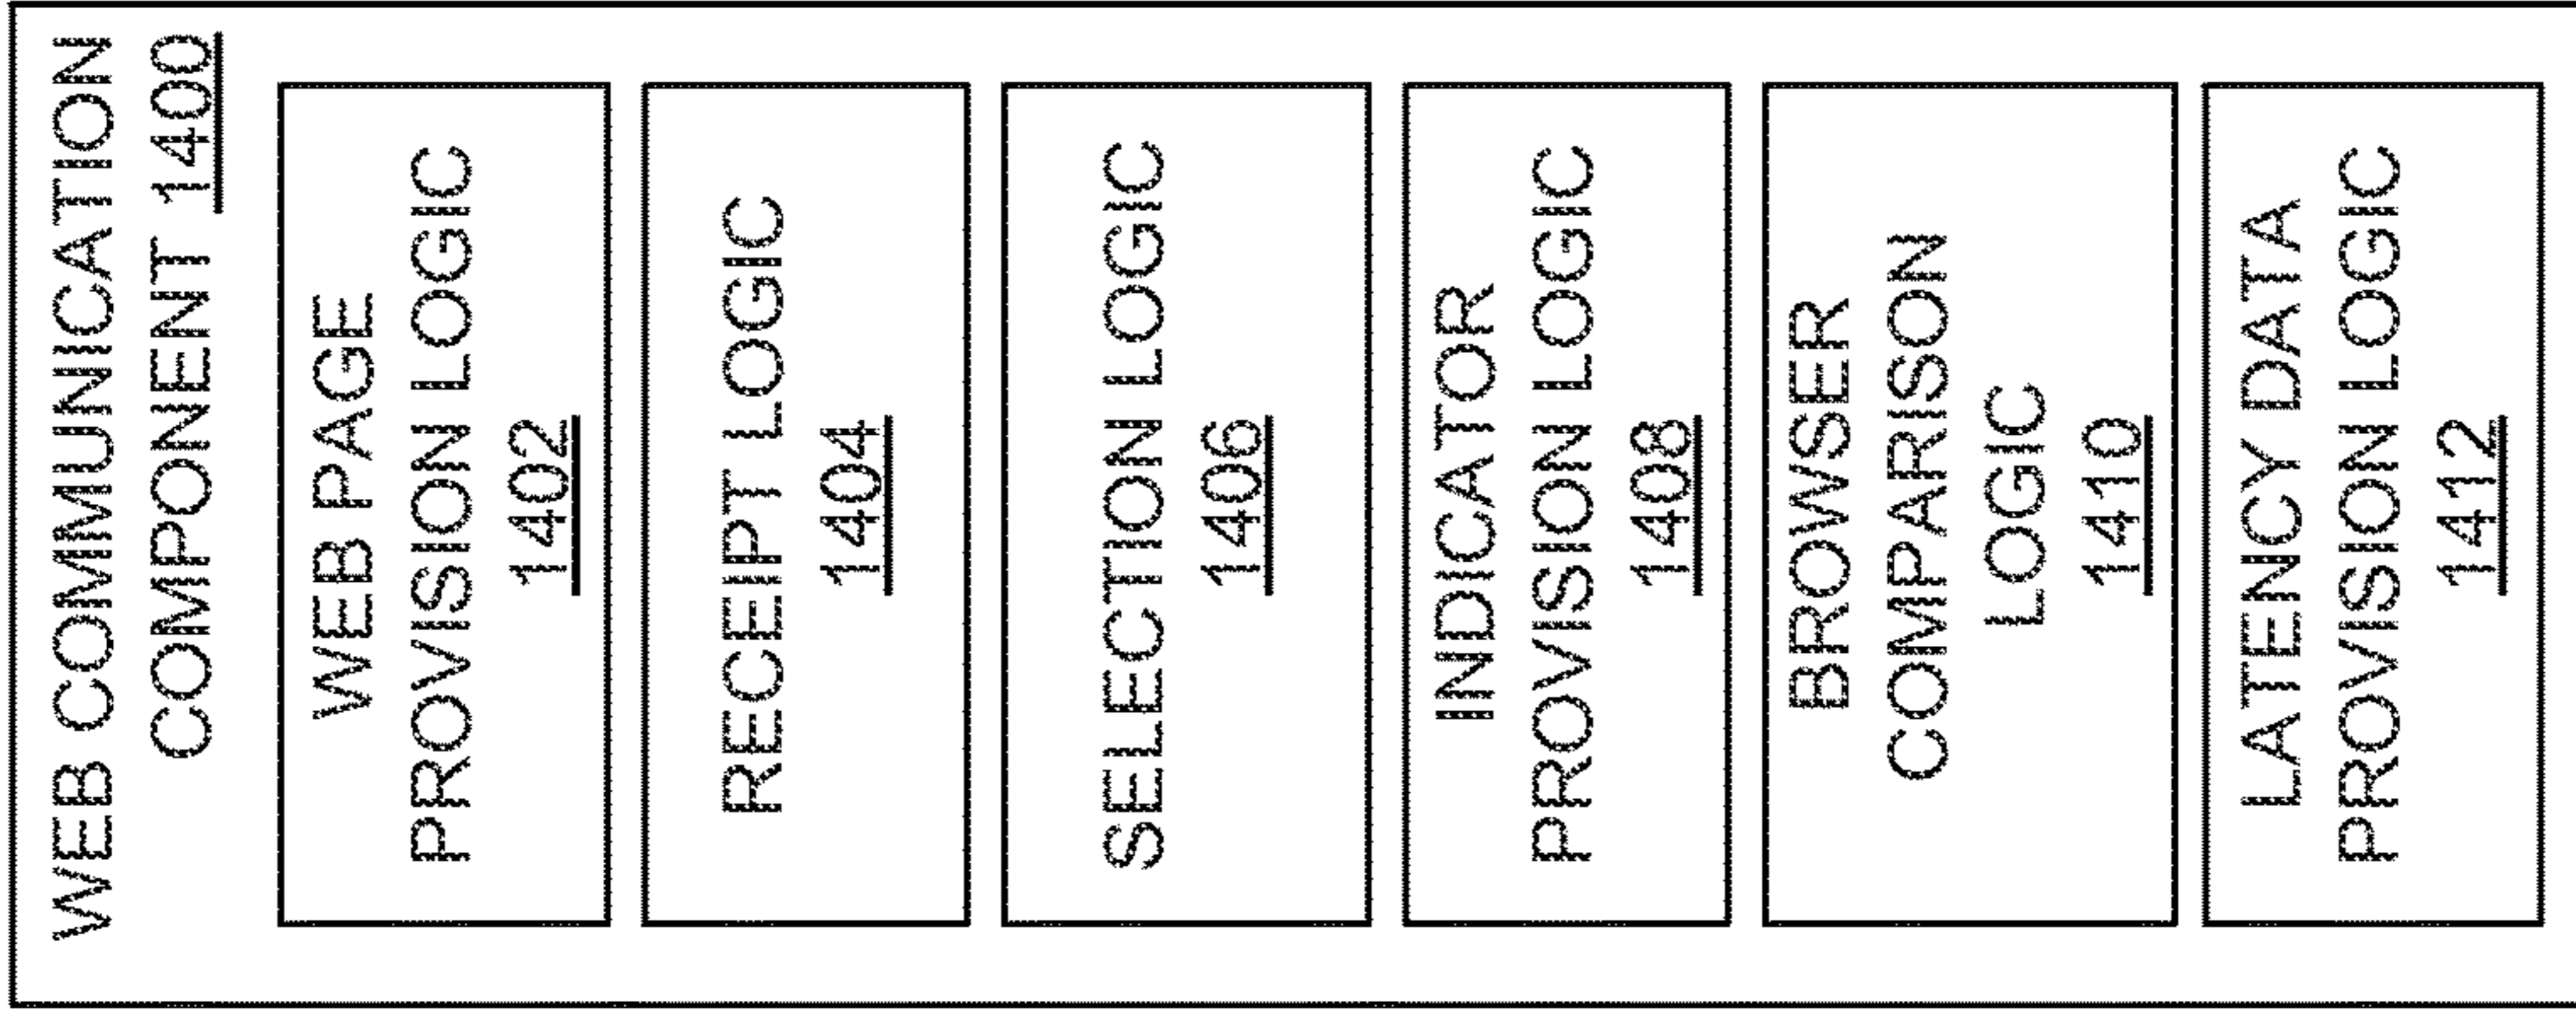 WEB COMMUNICATION
COMPONENT 1400
WEB PAGE
PROVISION LOGIC
1402
RECEIPT LOGIC
1404
SELECTION LOGIC
1406
INDICATOR
PROVISION LOGIC
1408
BROWSER
COMPARISON
LOGIC
1410
LATENCY DATA
PROVISION LOGIC
1412